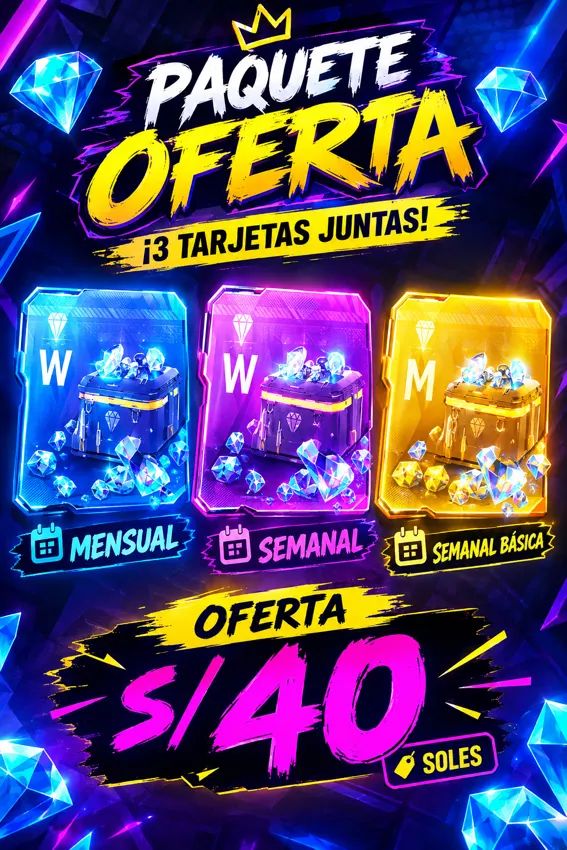 PAQUETE
OFERTA
¡3 TARJETAS JUNTAS!
W
W
M
MENSUAL
SEMANAL
SEMANAL BÁSICA
OFERTA
S/40
SOLES